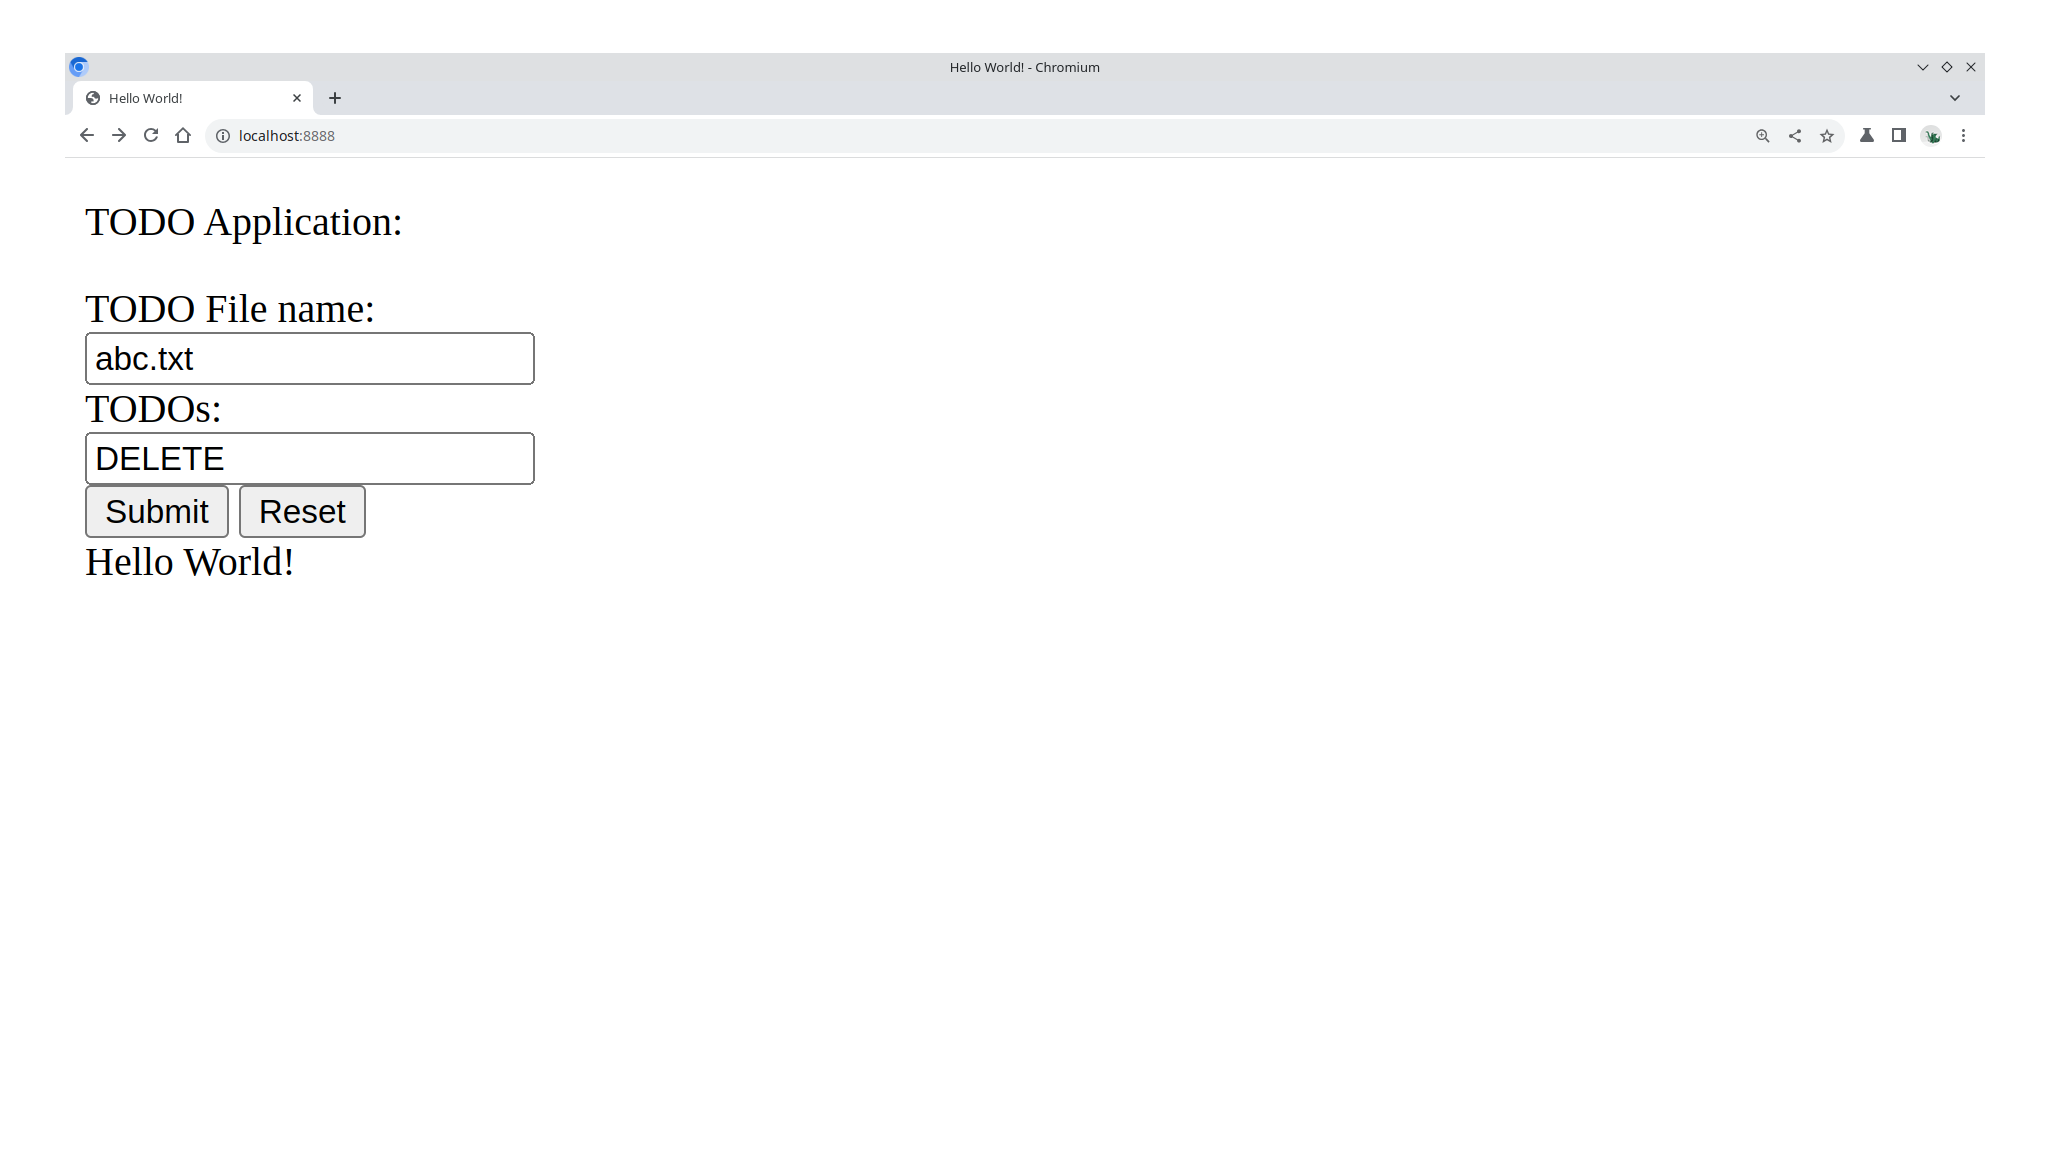 Hello World! - Chromium
Hello World!
localhost:8888
TODO Application:
TODO File name:
abc.txt
TODOs:
DELETE
Submit Reset
Hello World!